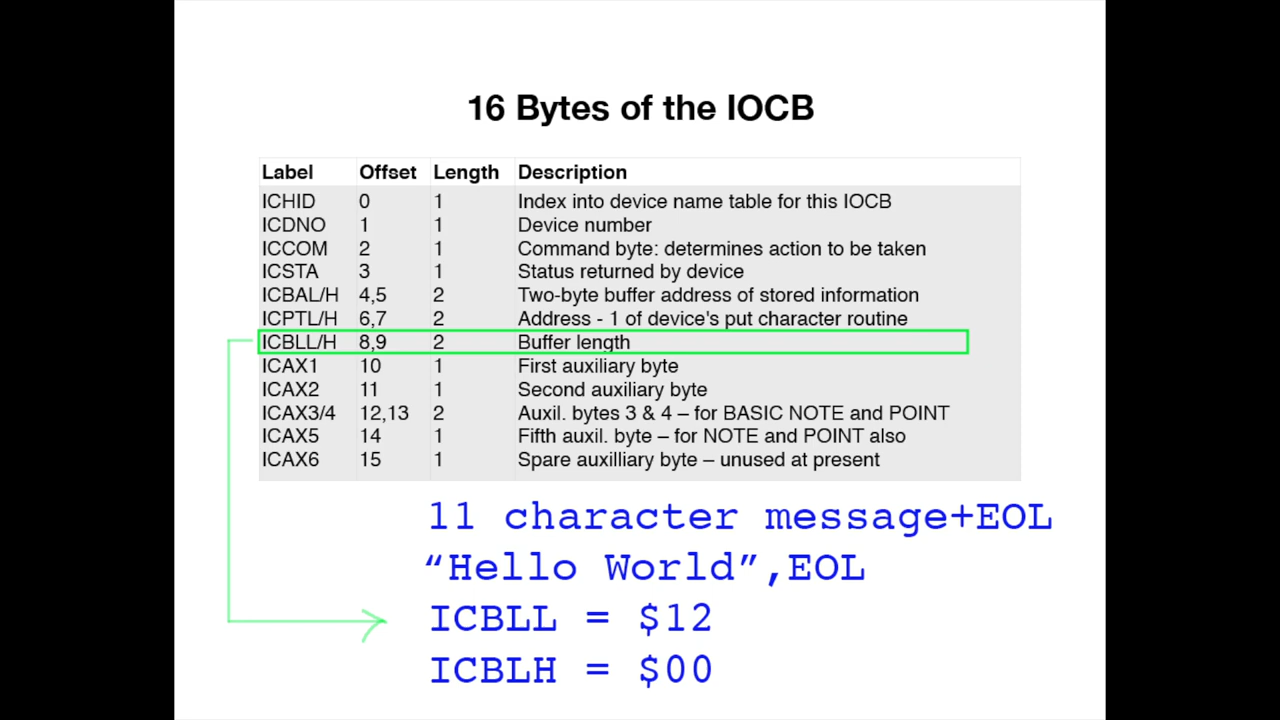 16 Bytes of the IOCB
Label Offset Length Description
ICHID 0 1 Index into device name table for this IOCB
ICDNO 1 1 Device number
ICCOM 2 1 Command byte: determines action to be taken
ICSTA 3 1 Status returned by device
ICBAL/H 4,5 2 Two-byte buffer address of stored information
ICPTL/H 6,7 2 Address - 1 of device's put character routine
ICBLL/H 8,9 2 Buffer length
ICAX1 10 1 First auxiliary byte
ICAX2 11 1 Second auxiliary byte
ICAX3/4 12,13 2 Auxil. bytes 3 & 4 – for BASIC NOTE and POINT
ICAX5 14 1 Fifth auxil. byte – for NOTE and POINT also
ICAX6 15 1 Spare auxilliary byte – unused at present
11 character message+EOL
“Hello World”,EOL
ICBLL = $12
ICBLH = $00